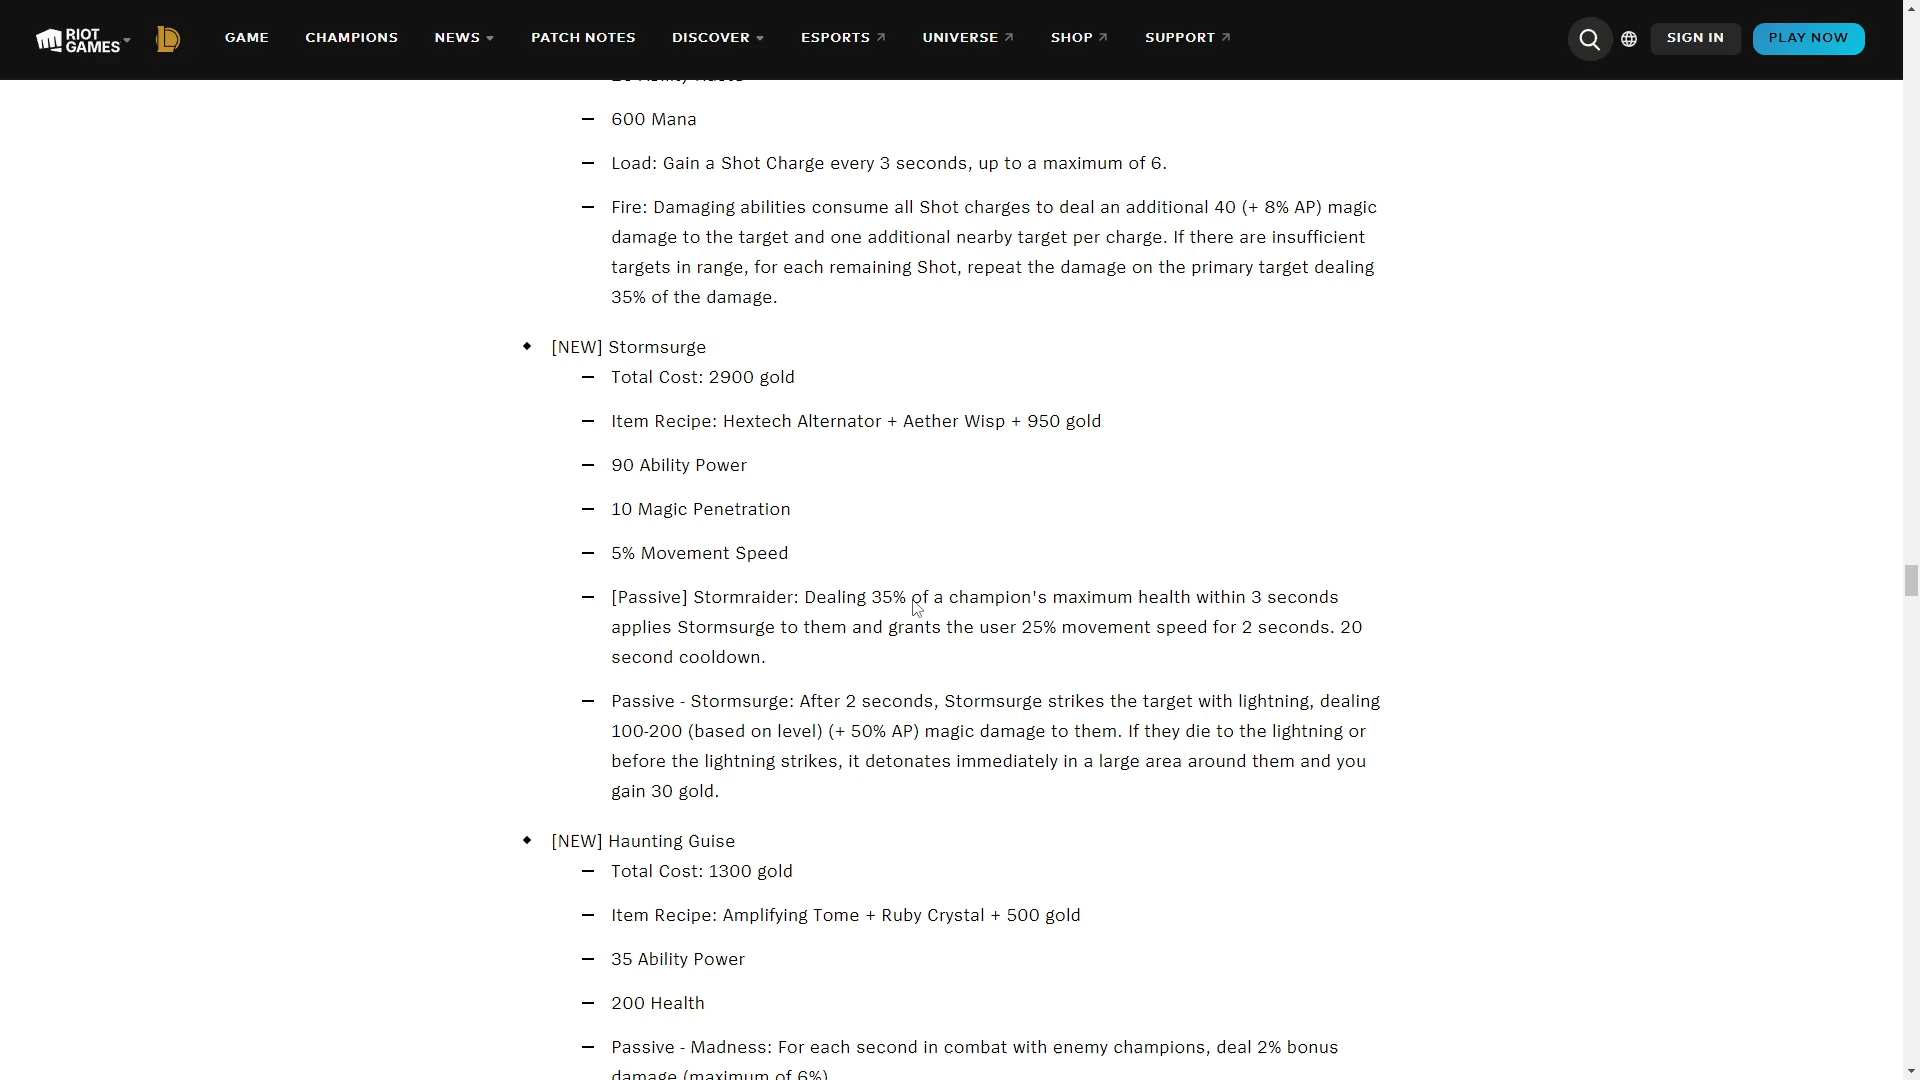 RIOT GAMES
GAME
CHAMPIONS
NEWS
PATCH NOTES
DISCOVER
ESPORTS
UNIVERSE
SHOP
SUPPORT
SIGN IN
PLAY NOW
600 Mana
Load: Gain a Shot Charge every 3 seconds, up to a maximum of 6.
Fire: Damaging abilities consume all Shot charges to deal an additional 40 (+ 8% AP) magic
damage to the target and one additional nearby target per charge. If there are insufficient
targets in range, for each remaining Shot, repeat the damage on the primary target dealing
35% of the damage.
[NEW] Stormsurge
Total Cost: 2900 gold
Item Recipe: Hextech Alternator + Aether Wisp + 950 gold
90 Ability Power
10 Magic Penetration
5% Movement Speed
[Passive] Stormraider: Dealing 35% of a champion's maximum health within 3 seconds
applies Stormsurge to them and grants the user 25% movement speed for 2 seconds. 20
second cooldown.
Passive - Stormsurge: After 2 seconds, Stormsurge strikes the target with lightning, dealing
100-200 (based on level) (+ 50% AP) magic damage to them. If they die to the lightning or
before the lightning strikes, it detonates immediately in a large area around them and you
gain 30 gold.
[NEW] Haunting Guise
Total Cost: 1300 gold
Item Recipe: Amplifying Tome + Ruby Crystal + 500 gold
35 Ability Power
200 Health
Passive - Madness: For each second in combat with enemy champions, deal 2% bonus
damage (maximum of 6%)